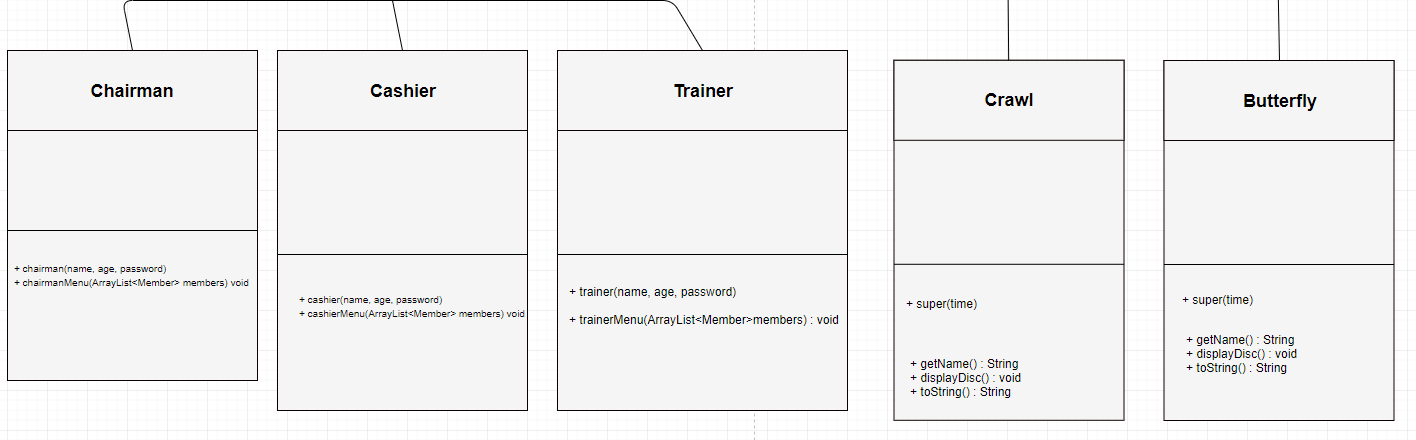 Chairman
+ chairman(name, age, password)
+ chairmanMenu(ArrayList<Member> members) void
Cashier
+ cashier(name, age, password)
+ cashierMenu(ArrayList<Member> members) void
Trainer
+ trainer(name, age, password)
+ trainerMenu(ArrayList<Member>members) : void
Crawl
+ super(time)
+ getName() : String
+ displayDisc() : void
+ toString() : String
Butterfly
+ super(time)
+ getName() : String
+ displayDisc() : void
+ toString() : String